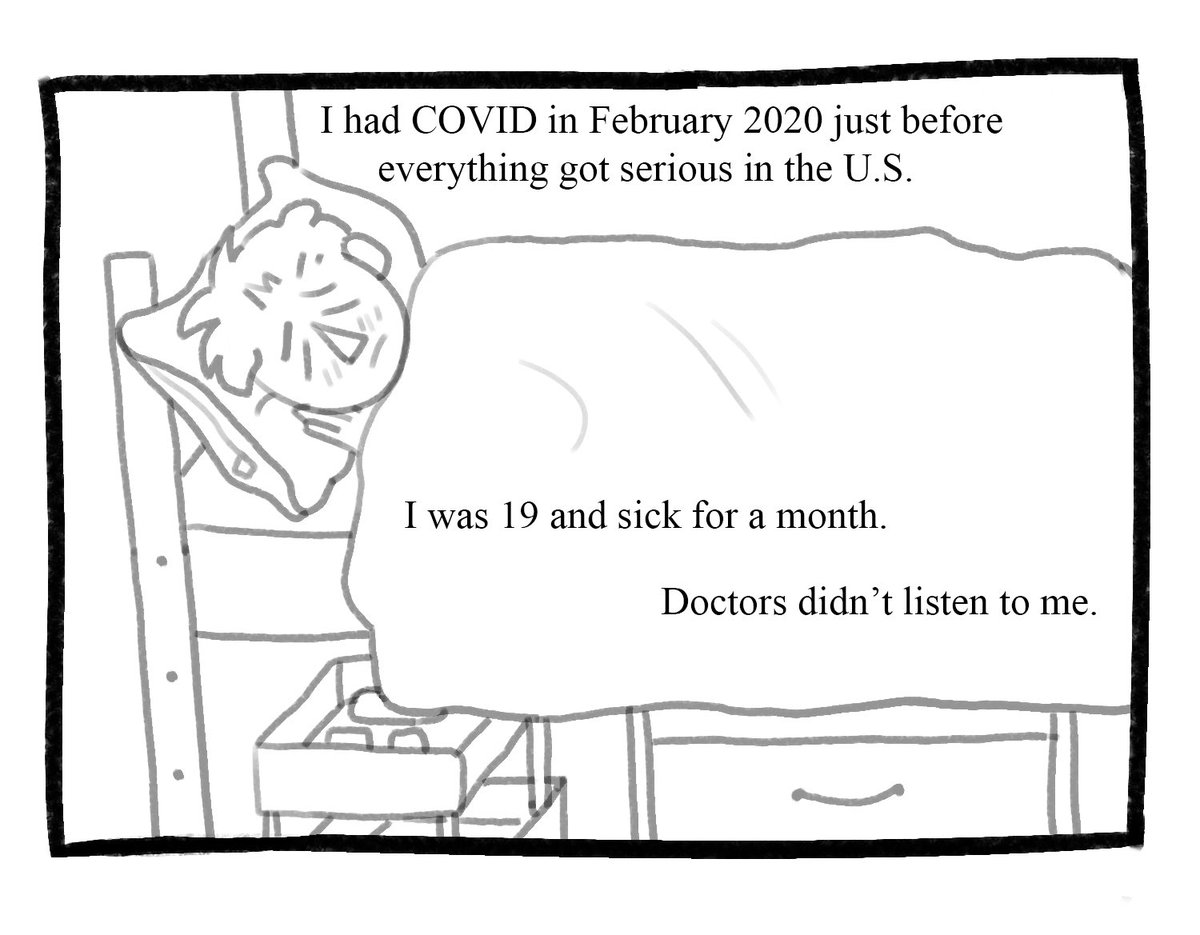 I had COVID in February 2020 just before
everything got serious in the U.S.
I was 19 and sick for a month.
Doctors didn’t listen to me.